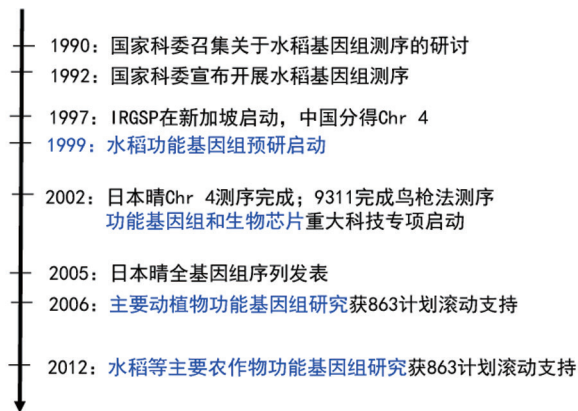 1990：国家科委召集关于水稻基因组测序的研讨
1992：国家科委宣布开展水稻基因组测序
1997：IRGSP在新加坡启动，中国分得Chr 4
1999：水稻功能基因组预研启动
2002：日本晴Chr 4测序完成；9311完成鸟枪法测序
功能基因组和生物芯片重大科技专项启动
2005：日本晴全基因组序列发表
2006：主要动植物功能基因组研究获863计划滚动支持
2012：水稻等主要农作物功能基因组研究获863计划滚动支持